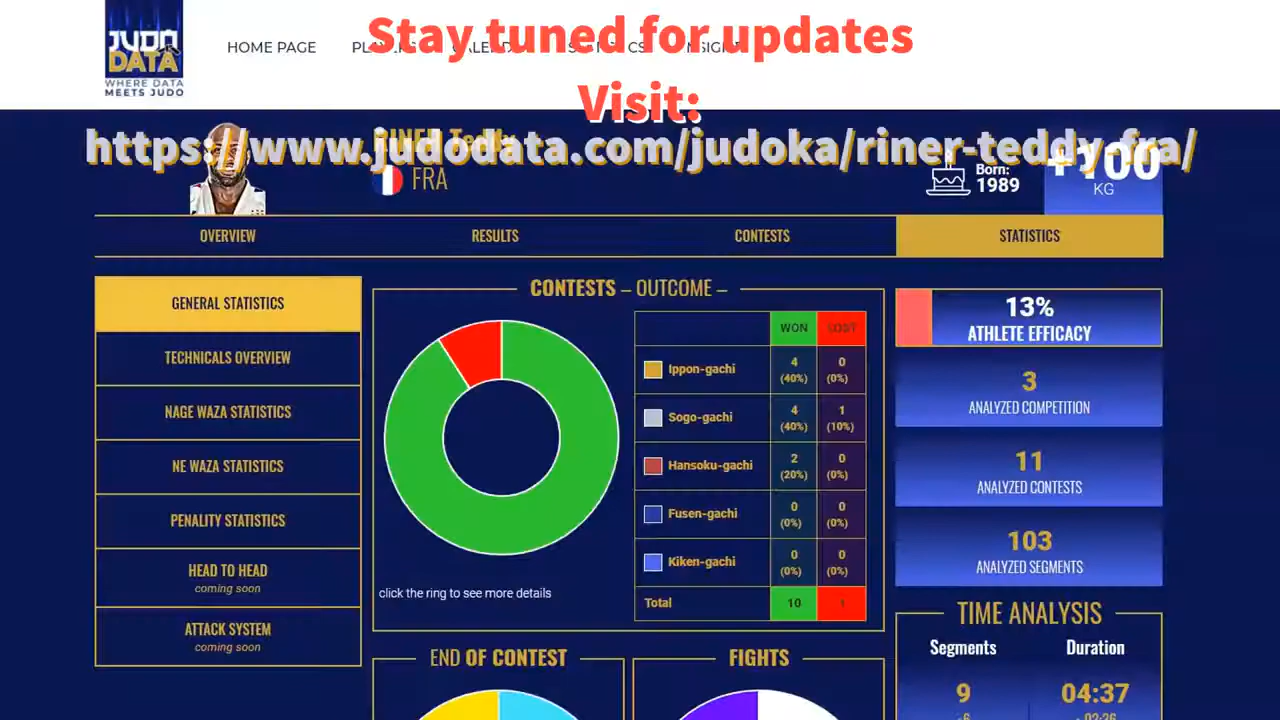 Stay tuned for updates
Visit:
https://www.judodata.com/judoka/riner-teddy-fra/
JUDO
DATA
WHERE DATA
MEETS JUDO
HOME PAGE
RINER Teddy
FRA
Born:
1989
+100
KG
OVERVIEW
RESULTS
CONTESTS
STATISTICS
GENERAL STATISTICS
TECHNICALS OVERVIEW
NAGE WAZA STATISTICS
NE WAZA STATISTICS
PENALITY STATISTICS
HEAD TO HEAD
coming soon
ATTACK SYSTEM
coming soon
CONTESTS – OUTCOME –
WON LOST
Ippon-gachi 4 (40%) 0 (0%)
Sogo-gachi 4 (40%) 1 (10%)
Hansoku-gachi 2 (20%) 0 (0%)
Fusen-gachi 0 (0%) 0 (0%)
Kiken-gachi 0 (0%) 0 (0%)
Total 10 1
click the ring to see more details
END OF CONTEST
FIGHTS
13%
ATHLETE EFFICACY
3
ANALYZED COMPETITION
11
ANALYZED CONTESTS
103
ANALYZED SEGMENTS
TIME ANALYSIS
Segments Duration
9 04:37